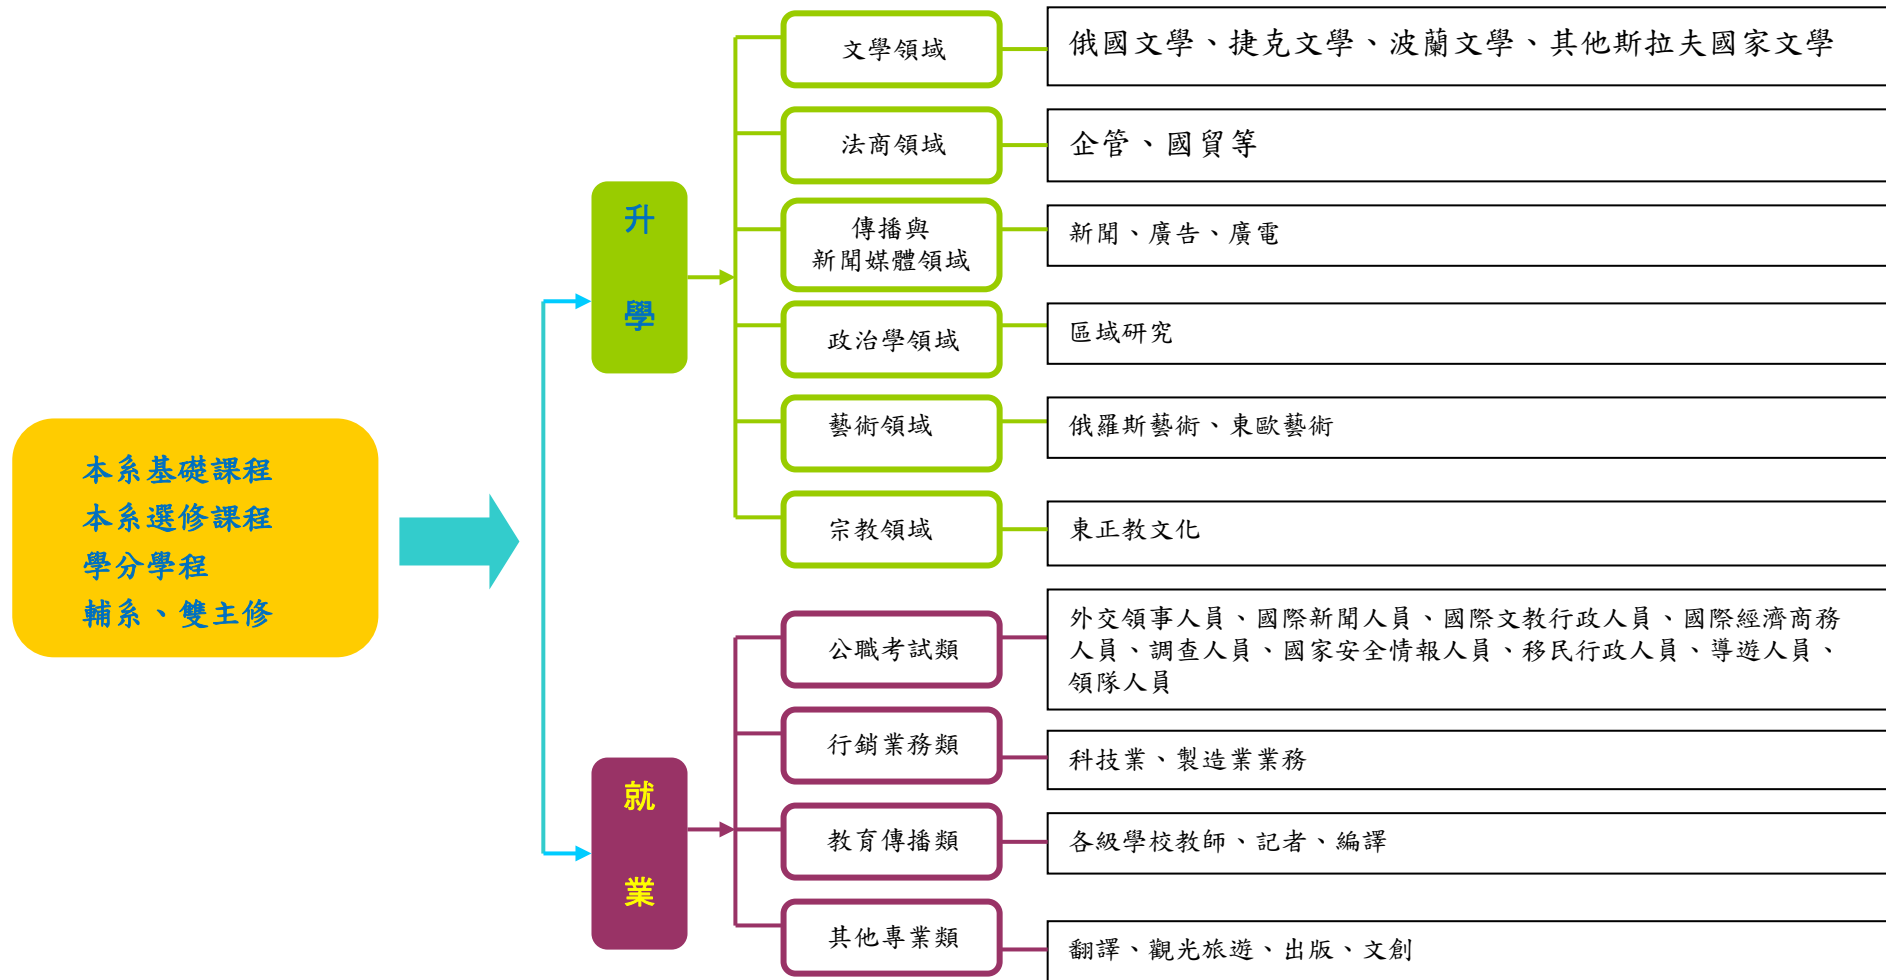 本系基礎課程
本系選修課程
學分學程
輔系、雙主修
升
學
文學領域
俄國文學、捷克文學、波蘭文學、其他斯拉夫國家文學
法商領域
企管、國貿等
傳播與
新聞媒體領域
新聞、廣告、廣電
政治學領域
區域研究
藝術領域
俄羅斯藝術、東歐藝術
宗教領域
東正教文化
就
業
公職考試類
外交領事人員、國際新聞人員、國際文教行政人員、國際經濟商務
人員、調查人員、國家安全情報人員、移民行政人員、導遊人員、
領隊人員
行銷業務類
科技業、製造業業務
教育傳播類
各級學校教師、記者、編譯
其他專業類
翻譯、觀光旅遊、出版、文創